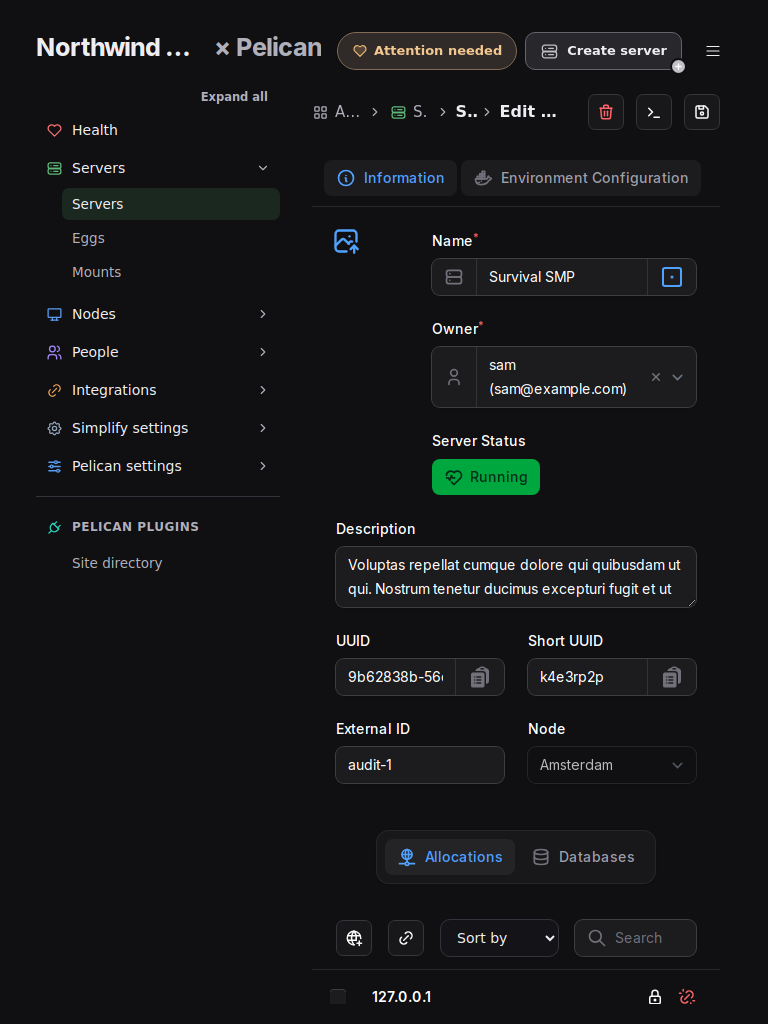 Northwind ... × Pelican
Attention needed
Create server
Expand all
Health
Servers
Servers
Eggs
Mounts
Nodes
People
Integrations
Simplify settings
Pelican settings
PELICAN PLUGINS
Site directory
A... > S. > S.. > Edit ...
Information
Environment Configuration
Name*
Survival SMP
Owner*
sam
(sam@example.com)
Server Status
Running
Description
Voluptas repellat cumque dolore qui quibusdam ut
qui. Nostrum tenetur ducimus excepturi fugit et ut
UUID
Short UUID
9b62838b-56
k4e3rp2p
External ID
Node
audit-1
Amsterdam
Allocations
Databases
Sort by
Search
127.0.0.1